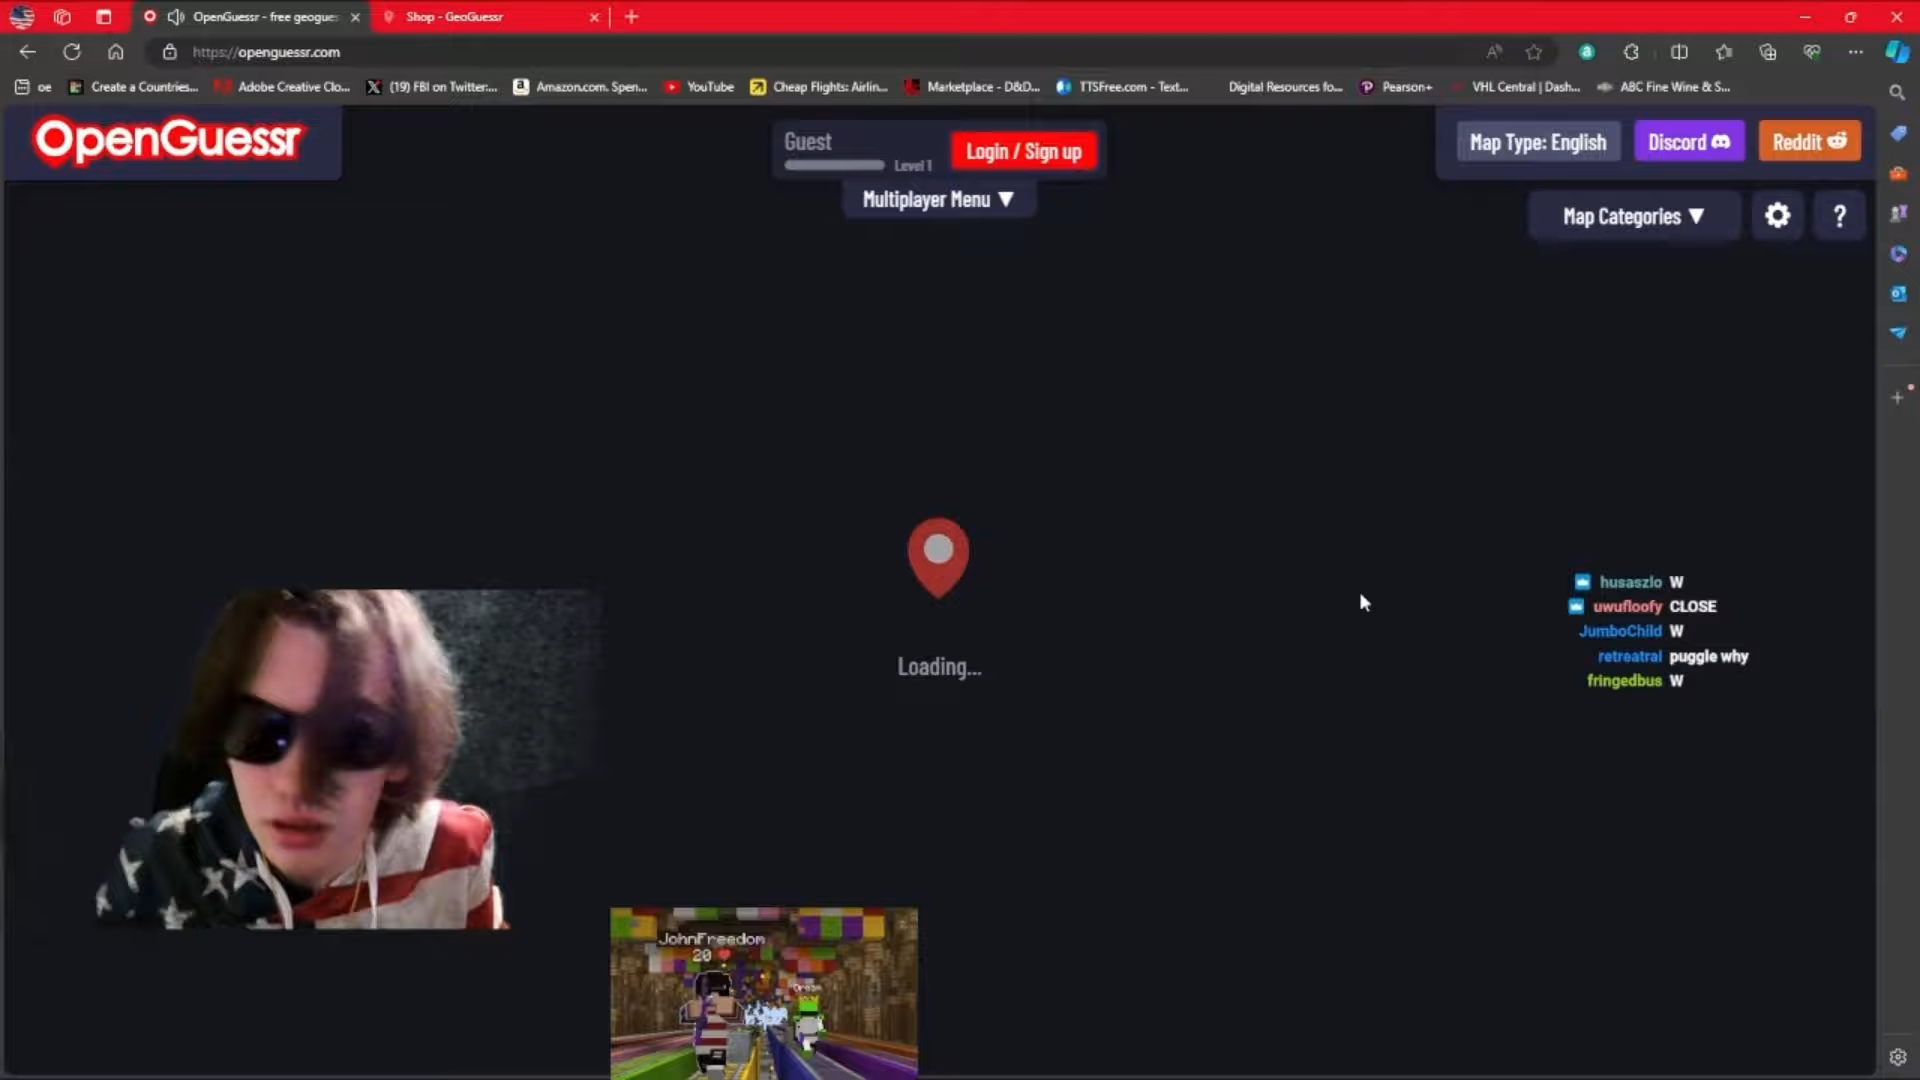 OpenGuessr - free geogues
Shop - GeoGuessr
https://openguessr.com
oe
Create a Countries...
Adobe Creative Clo...
(19) FBI on Twitter:...
Amazon.com. Spen...
YouTube
Cheap Flights: Airlin...
Marketplace - D&D...
TTSFree.com - Text...
Digital Resources fo...
Pearson+
VHL Central | Dash...
ABC Fine Wine & S...
OpenGuessr
Guest
Level 1
Login / Sign up
Map Type: English
Discord
Reddit
Multiplayer Menu ▼
Map Categories ▼
?
Loading...
husaszlo W
uwufloofy CLOSE
JumboChild W
retreatral puggle why
fringedbus W
JohnFreedom
20
Dream